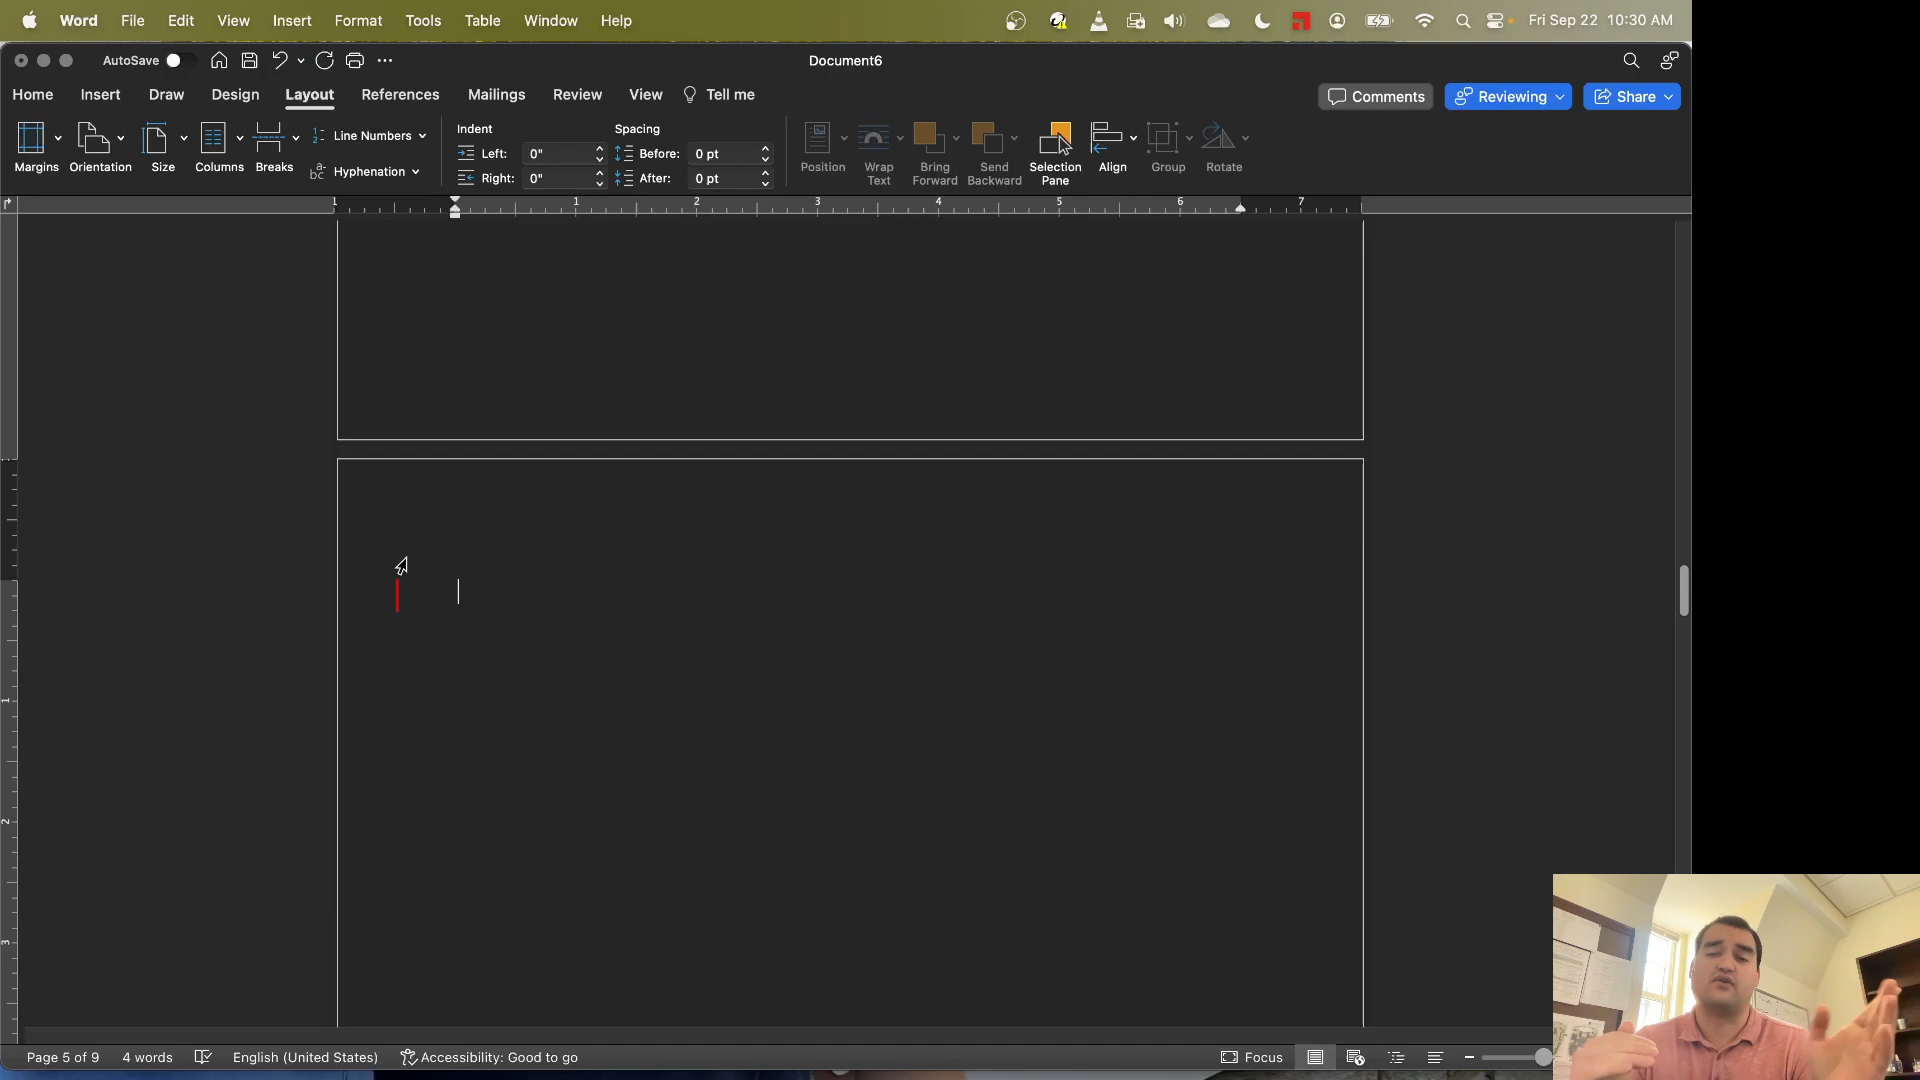 Word File Edit View Insert Format Tools Table Window Help Fri Sep 22 10:30 AM
AutoSave Document6
Home Insert Draw Design Layout References Mailings Review View Tell me Comments Reviewing Share
Margins Orientation Size Columns Breaks
Line Numbers
Hyphenation
Indent
Left: 0"
Right: 0"
Spacing
Before: 0 pt
After: 0 pt
Position
Wrap
Text
Bring
Forward
Send
Backward
Selection
Pane
Align
Group
Rotate
1 1 2 3 4 5 6 7
1
2
3
Page 5 of 9 4 words English (United States) Accessibility: Good to go Focus